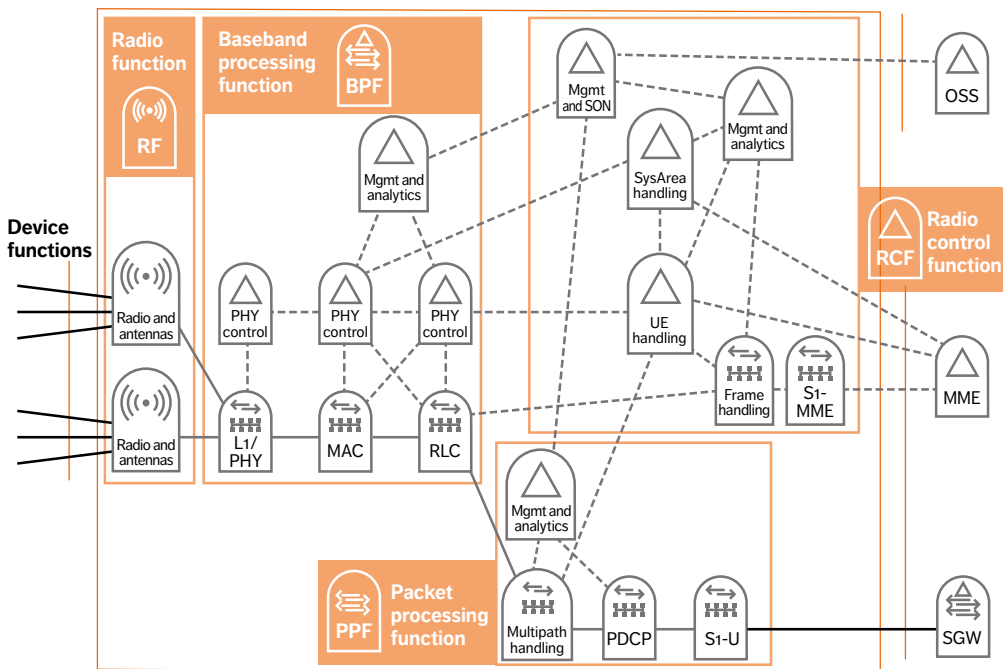 Radio
function
RF
Baseband
processing
function
BPF
Mgmt
and SON
Mgmt and
analytics
OSS
Mgmt and
analytics
SysArea
handling
RCF
Radio
control
function
Device
functions
Radio and
antennas
PHY
control
PHY
control
PHY
control
UE
handling
Radio and
antennas
L1/
PHY
MAC
RLC
Frame
handling
S1-
MME
MME
Mgmt and
analytics
PPF
Packet
processing
function
Multipath
handling
PDCP
S1-U
SGW